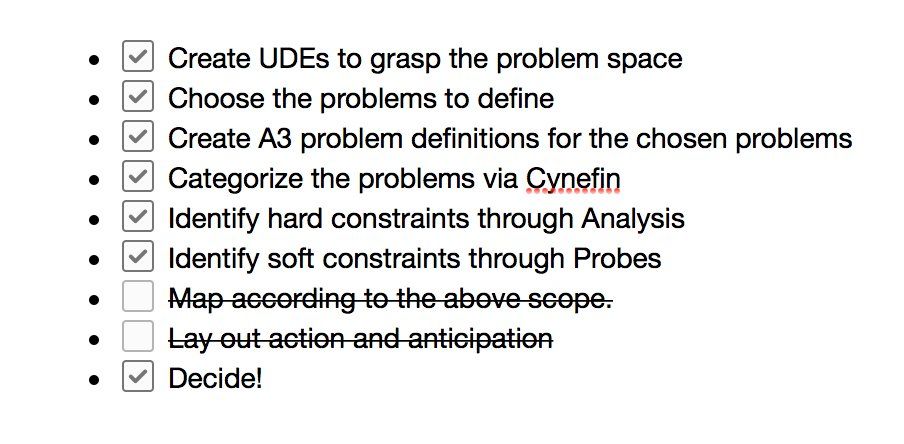 Create UDEs to grasp the problem space
Choose the problems to define
Create A3 problem definitions for the chosen problems
Categorize the problems via Cynefin
Identify hard constraints through Analysis
Identify soft constraints through Probes
Map according to the above scope.
Lay out action and anticipation
Decide!